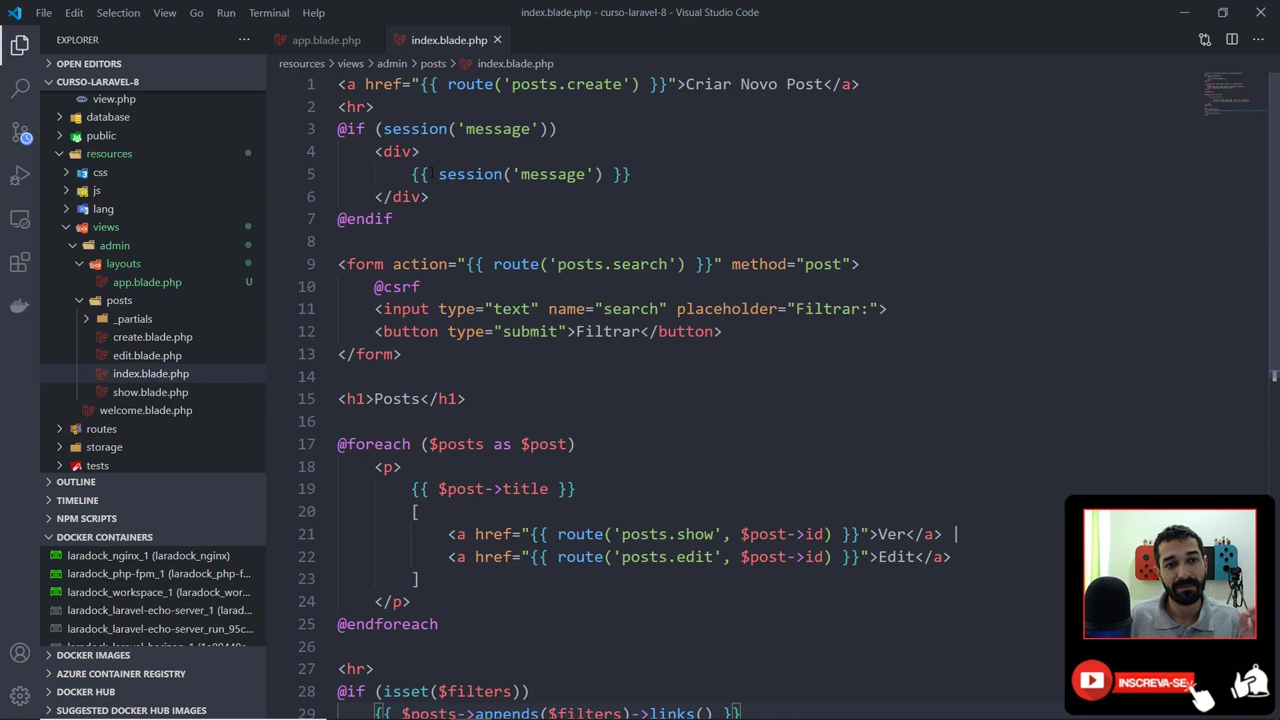 File Edit Selection View Go Run Terminal Help
index.blade.php - curso-laravel-8 - Visual Studio Code
EXPLORER
OPEN EDITORS
CURSO-LARAVEL-8
view.php
database
public
resources
css
js
lang
views
admin
layouts
app.blade.php U
posts
_partials
create.blade.php
edit.blade.php
index.blade.php
show.blade.php
welcome.blade.php
routes
storage
tests
OUTLINE
TIMELINE
NPM SCRIPTS
DOCKER CONTAINERS
laradock_nginx_1 (laradock_nginx)
laradock_php-fpm_1 (laradock_php-f...
laradock_workspace_1 (laradock_wor...
laradock_laravel-echo-server_1 (larad...
laradock_laravel-echo-server_run_95c...
DOCKER IMAGES
AZURE CONTAINER REGISTRY
DOCKER HUB
SUGGESTED DOCKER HUB IMAGES
app.blade.php
index.blade.php
resources > views > admin > posts > index.blade.php
1 <a href="{{ route('posts.create') }}">Criar Novo Post</a>
2 <hr>
3 @if (session('message'))
4 <div>
5 {{ session('message') }}
6 </div>
7 @endif
8
9 <form action="{{ route('posts.search') }}" method="post">
10 @csrf
11 <input type="text" name="search" placeholder="Filtrar:">
12 <button type="submit">Filtrar</button>
13 </form>
14
15 <h1>Posts</h1>
16
17 @foreach ($posts as $post)
18 <p>
19 {{ $post->title }}
20 [
21 <a href="{{ route('posts.show', $post->id) }}">Ver</a> |
22 <a href="{{ route('posts.edit', $post->id) }}">Edit</a>
23 ]
24 </p>
25 @endforeach
26
27 <hr>
28 @if (isset($filters))
29 {{ $posts->appends($filters)->links() }}
INSCREVA-SE